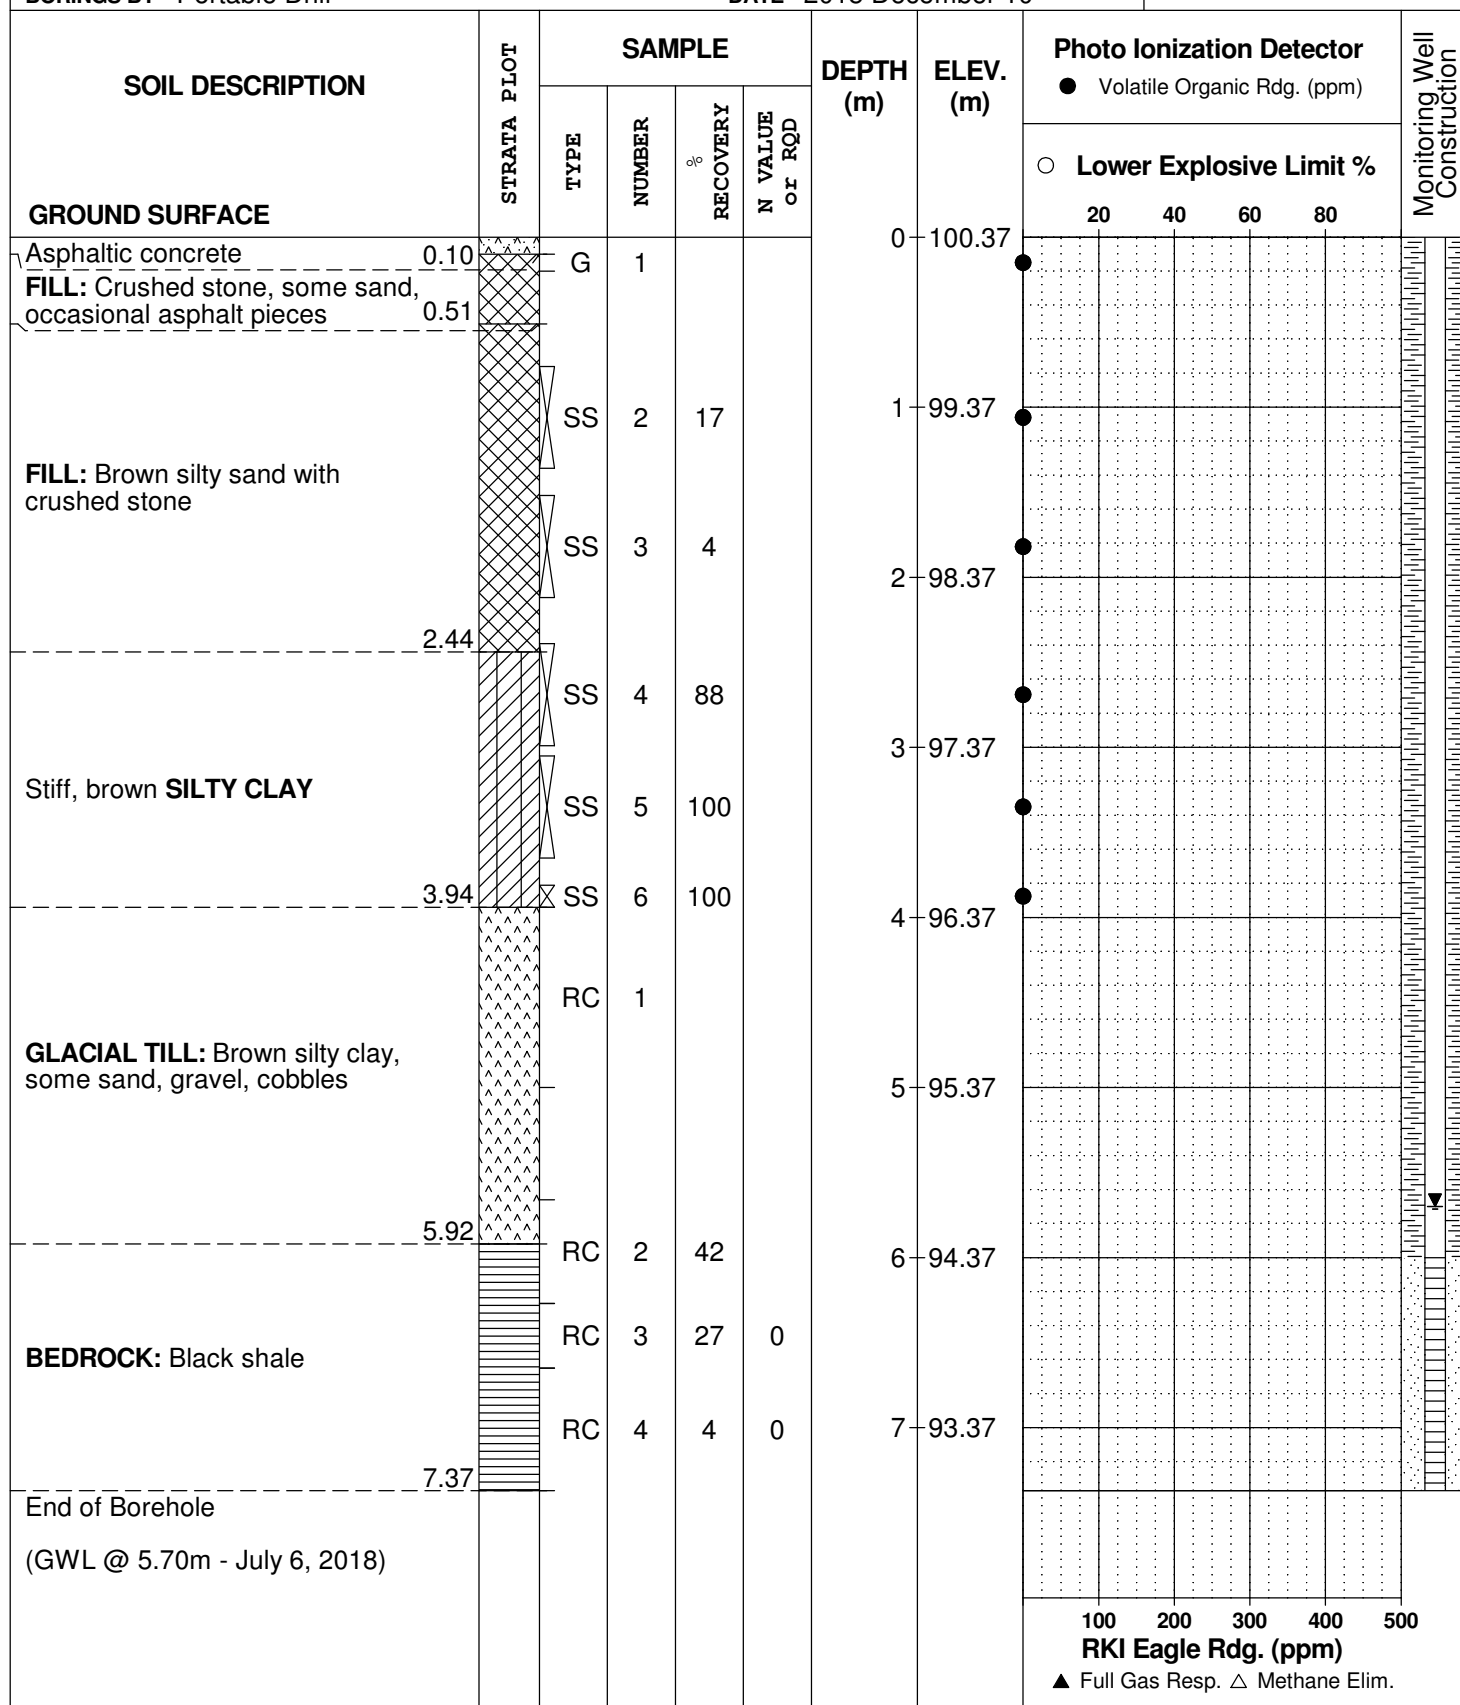 SOIL DESCRIPTION
GROUND SURFACE
STRATA PLOT
SAMPLE
TYPE
NUMBER
% RECOVERY
N VALUE or RQD
DEPTH (m)
ELEV. (m)
Photo Ionization Detector
● Volatile Organic Rdg. (ppm)
○ Lower Explosive Limit %
20 40 60 80
Monitoring Well Construction
0 100.37
Asphaltic concrete 0.10
G 1
FILL: Crushed stone, some sand,
occasional asphalt pieces 0.51
1 99.37
SS 2 17
FILL: Brown silty sand with
crushed stone
SS 3 4
2 98.37
2.44
SS 4 88
3 97.37
Stiff, brown SILTY CLAY
SS 5 100
3.94
SS 6 100
4 96.37
RC 1
GLACIAL TILL: Brown silty clay,
some sand, gravel, cobbles
5 95.37
5.92
RC 2 42
6 94.37
RC 3 27 0
BEDROCK: Black shale
RC 4 4 0
7 93.37
7.37
End of Borehole
(GWL @ 5.70m - July 6, 2018)
100 200 300 400 500
RKI Eagle Rdg. (ppm)
▲ Full Gas Resp. △ Methane Elim.